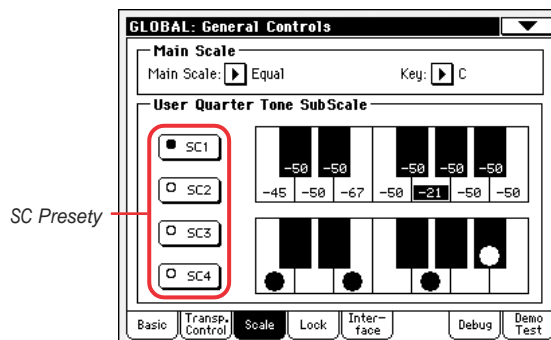 GLOBAL: General Controls
Main Scale
Main Scale: Equal Key: C
User Quarter Tone SubScale
SC1
-50 -50 -50 -50 -50
-45 -50 -67 -50 -21 -50 -50
SC2
SC Presety
SC3
SC4
Basic Transp. Control Scale Lock Inter- face Debug Demo Test